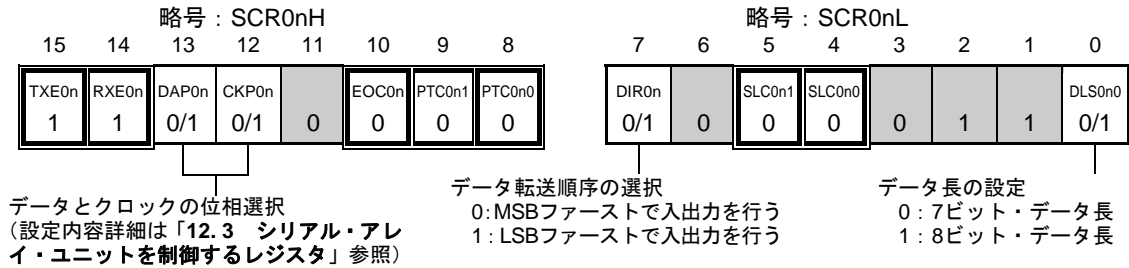 略号：SCR0nH
略号：SCR0nL
15 14 13 12 11 10 9 8
7 6 5 4 3 2 1 0
TXE0n RXE0n DAP0n CKP0n EOC0n PTC0n1 PTC0n0
DIR0n SLC0n1 SLC0n0 DLS0n0
1 1 0/1 0/1 0 0 0 0
0/1 0 0 0 0 1 1 0/1
データとクロックの位相選択
（設定内容詳細は「12. 3　シリアル・アレ
イ・ユニットを制御するレジスタ」参照）
データ転送順序の選択
0：MSBファーストで入出力を行う
1：LSBファーストで入出力を行う
データ長の設定
0：7ビット・データ長
1：8ビット・データ長